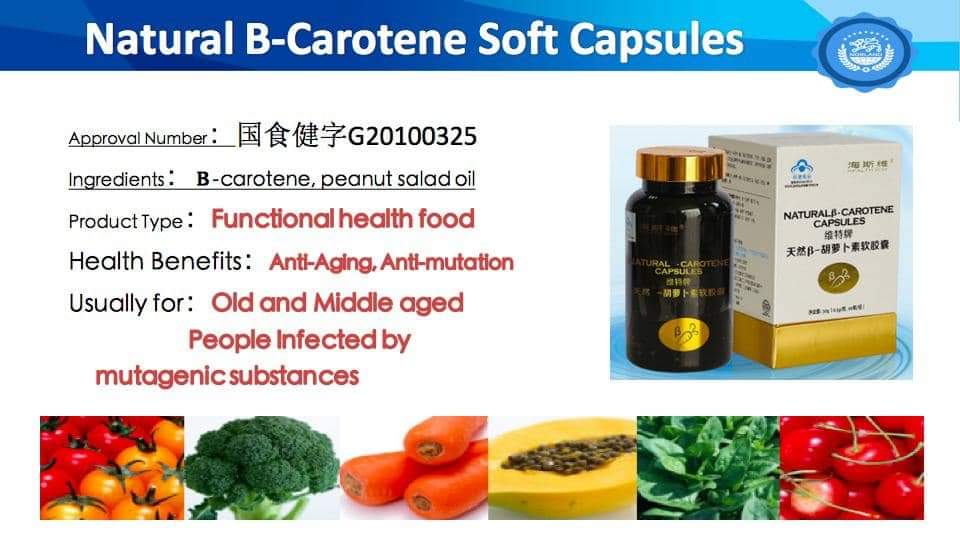 Natural B-Carotene Soft Capsules
NORLAND
Approval Number： 国食健字G20100325
Ingredients： B-carotene, peanut salad oil
Product Type： Functional health food
Health Benefits： Anti-Aging, Anti-mutation
Usually for： Old and Middle aged
People Infected by
mutagenic substances
海斯维
NATURAL -CAROTENE
CAPSULES
维特牌
天然 -胡萝卜素软胶囊
β
海斯维
NATURALβ-CAROTENE
CAPSULES
维特牌
天然β-胡萝卜素软胶囊
β